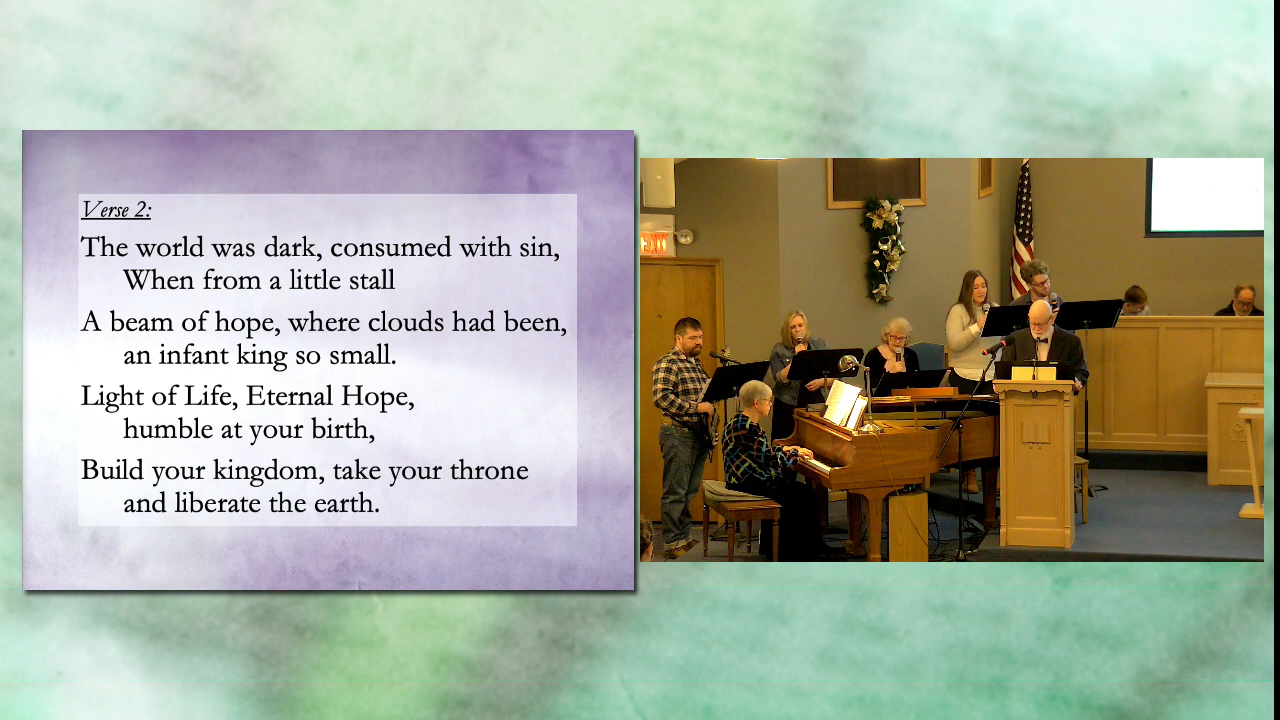 Verse 2:
The world was dark, consumed with sin,
When from a little stall
A beam of hope, where clouds had been,
an infant king so small.
Light of Life, Eternal Hope,
humble at your birth,
Build your kingdom, take your throne
and liberate the earth.
EXIT